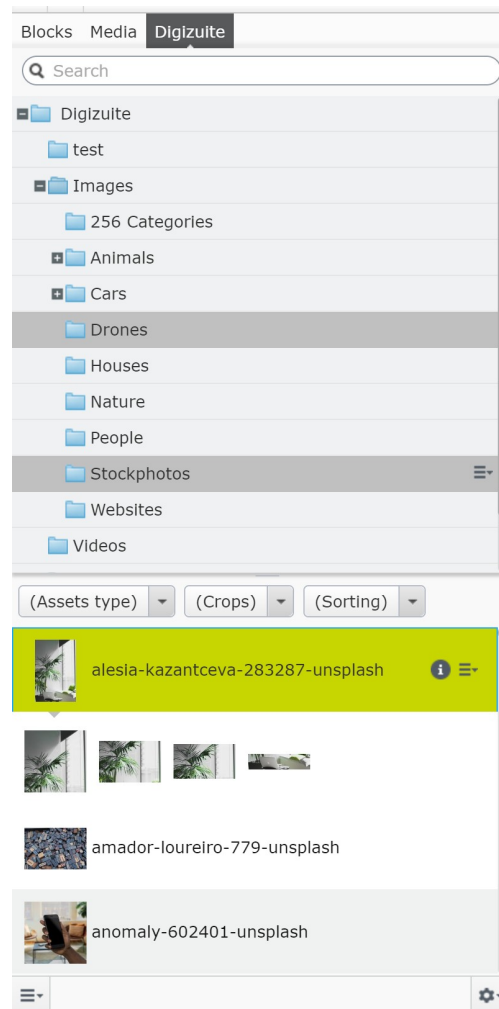 Blocks Media Digizuite
Search
Digizuite
test
Images
256 Categories
Animals
Cars
Drones
Houses
Nature
People
Stockphotos
Websites
Videos
(Assets type) (Crops) (Sorting)
alesia-kazantceva-283287-unsplash
amador-loureiro-779-unsplash
anomaly-602401-unsplash